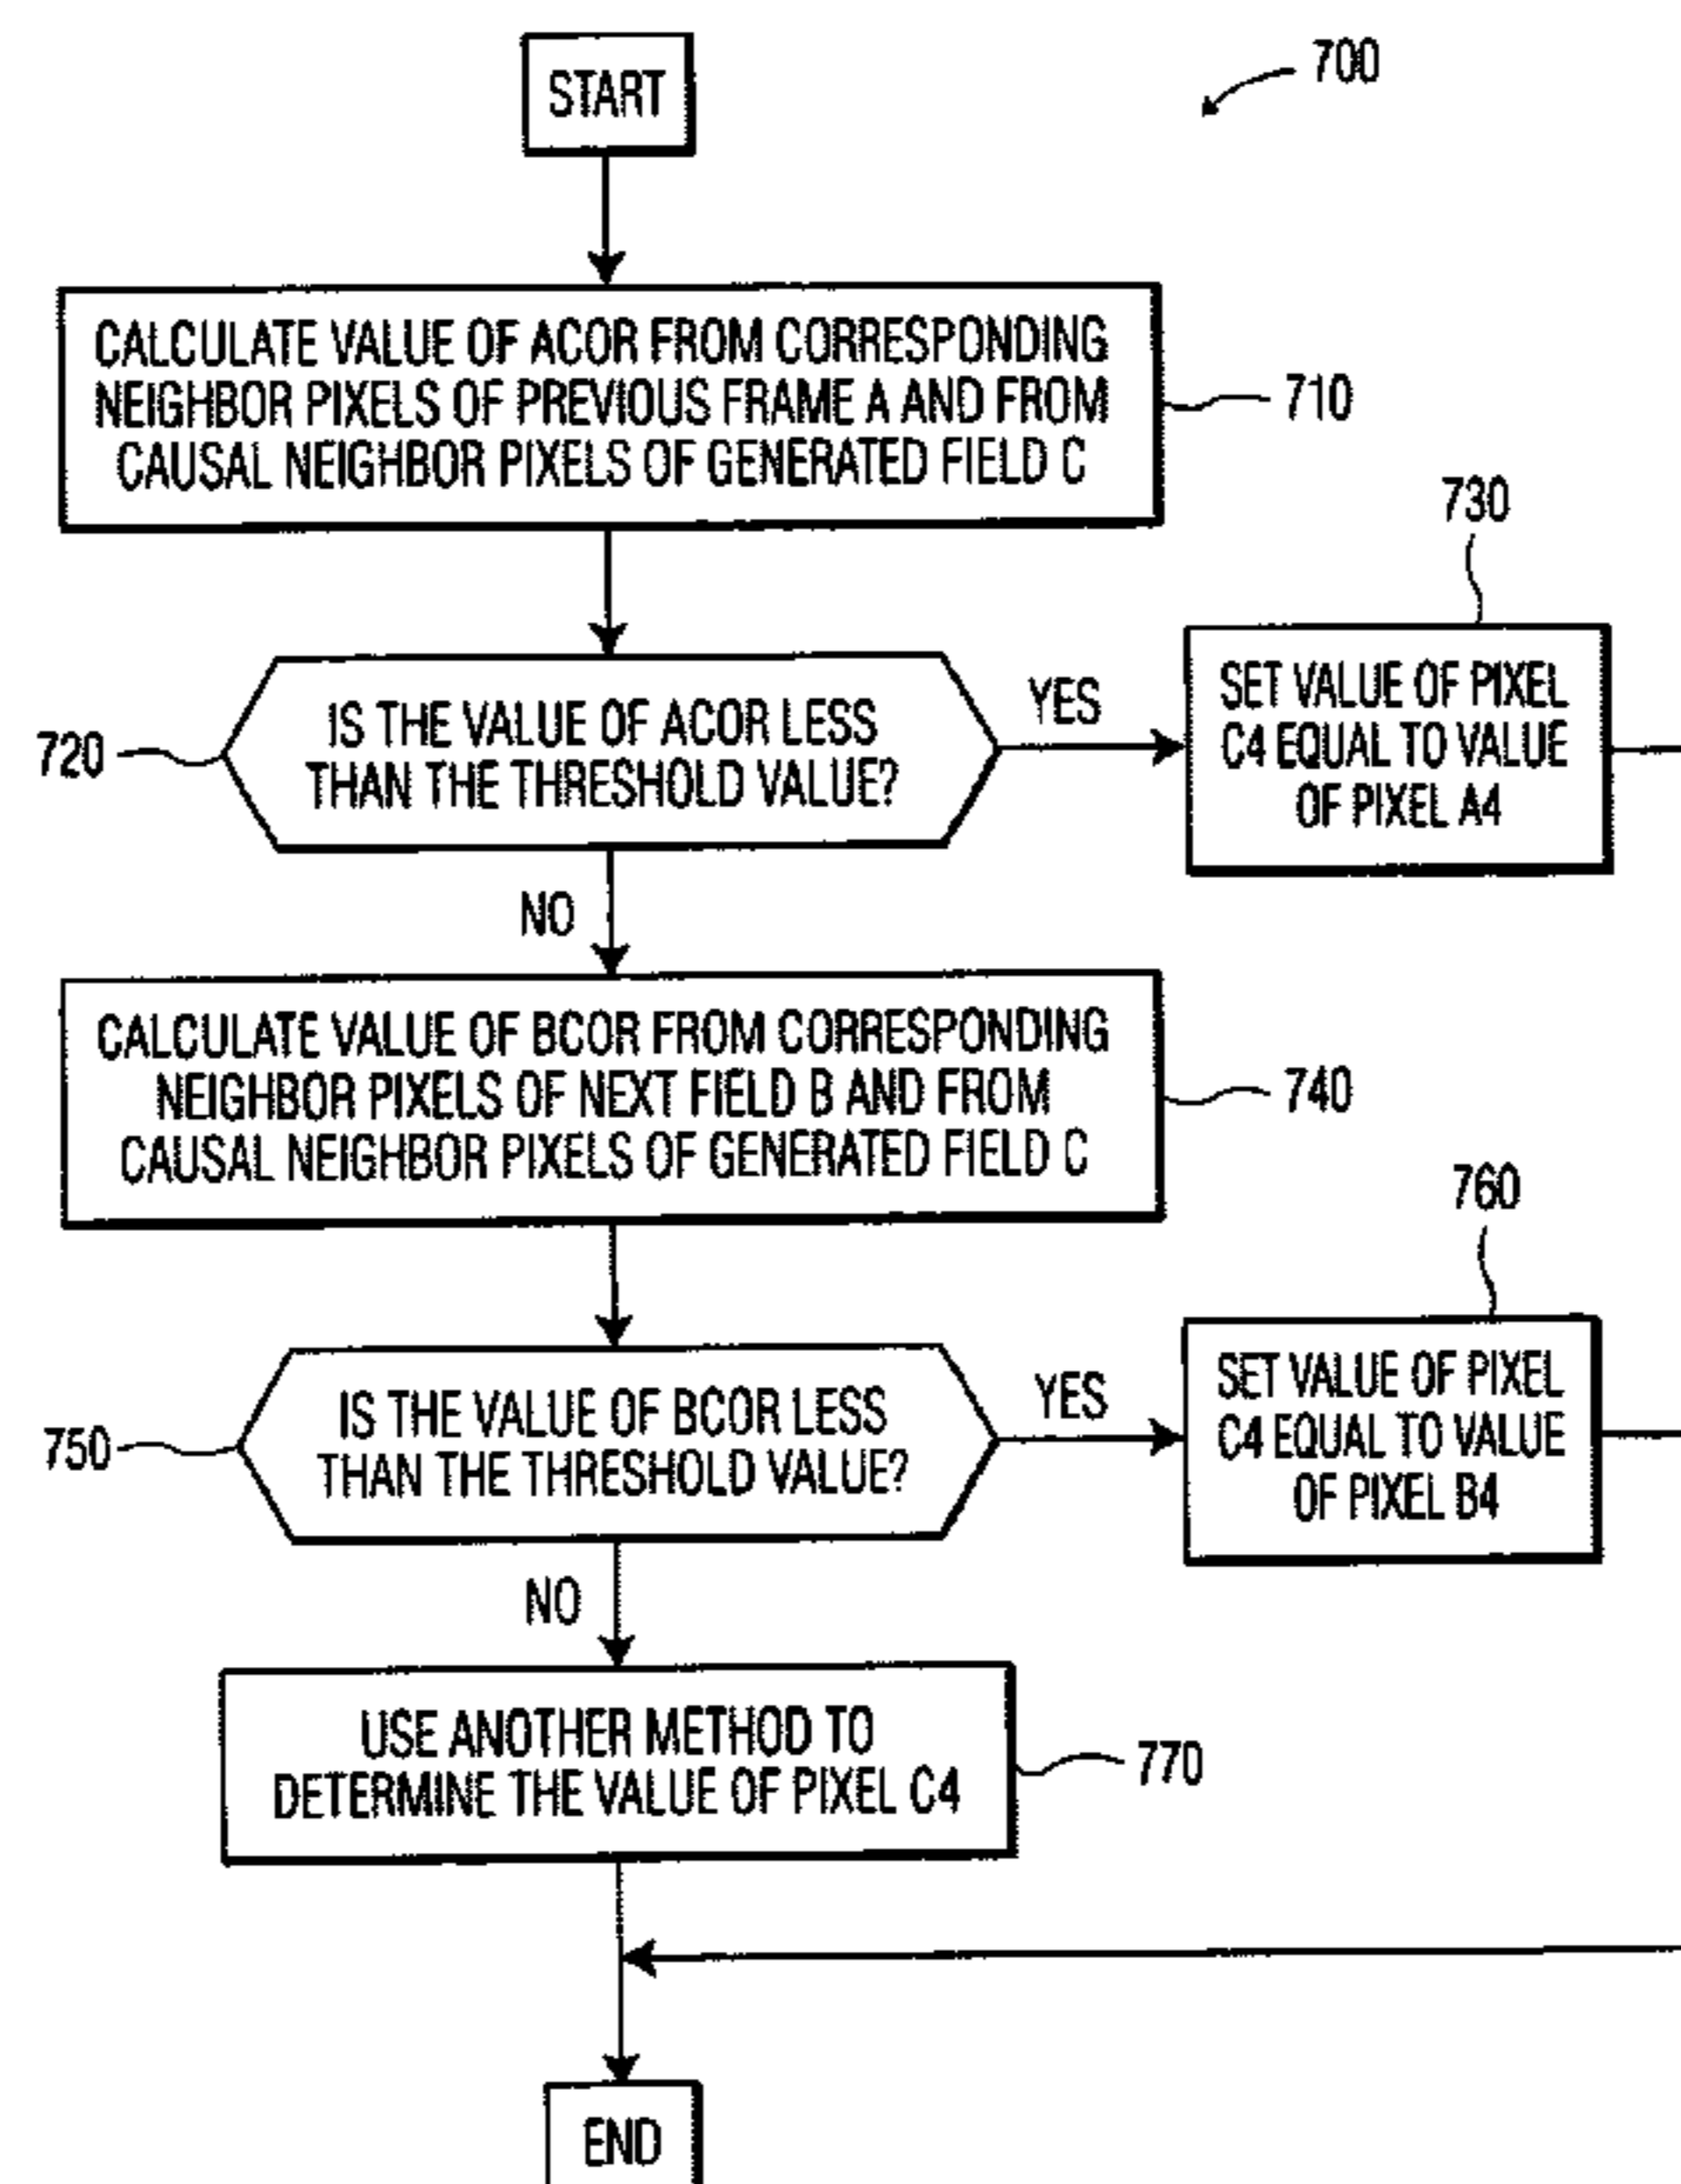 START
700
CALCULATE VALUE OF ACOR FROM CORRESPONDING
NEIGHBOR PIXELS OF PREVIOUS FRAME A AND FROM
CAUSAL NEIGHBOR PIXELS OF GENERATED FIELD C
710
730
720
IS THE VALUE OF ACOR LESS
THAN THE THRESHOLD VALUE?
YES
SET VALUE OF PIXEL
C4 EQUAL TO VALUE
OF PIXEL A4
NO
CALCULATE VALUE OF BCOR FROM CORRESPONDING
NEIGHBOR PIXELS OF NEXT FIELD B AND FROM
CAUSAL NEIGHBOR PIXELS OF GENERATED FIELD C
740
760
750
IS THE VALUE OF BCOR LESS
THAN THE THRESHOLD VALUE?
YES
SET VALUE OF PIXEL
C4 EQUAL TO VALUE
OF PIXEL B4
NO
USE ANOTHER METHOD TO
DETERMINE THE VALUE OF PIXEL C4
770
END